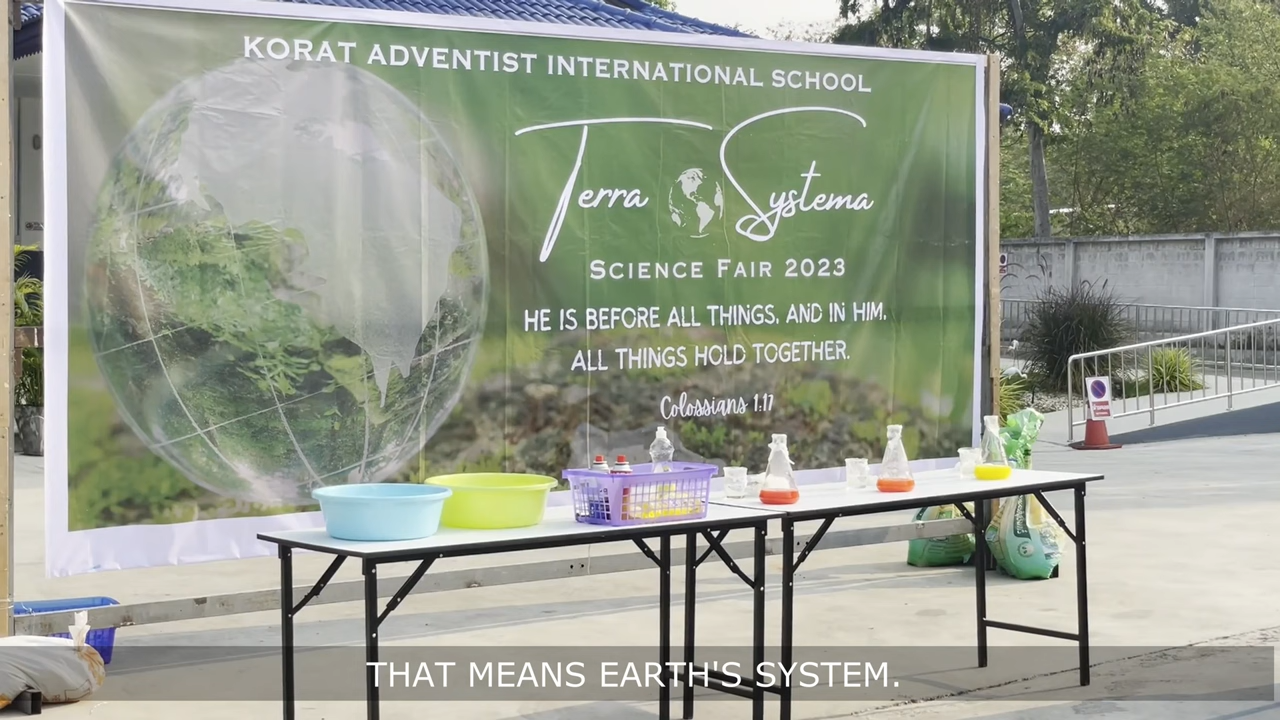 KORAT ADVENTIST INTERNATIONAL SCHOOL
Terra Systema
SCIENCE FAIR 2023
HE IS BEFORE ALL THINGS, AND IN HIM,
ALL THINGS HOLD TOGETHER.
Colossians 1:17
THAT MEANS EARTH'S SYSTEM.